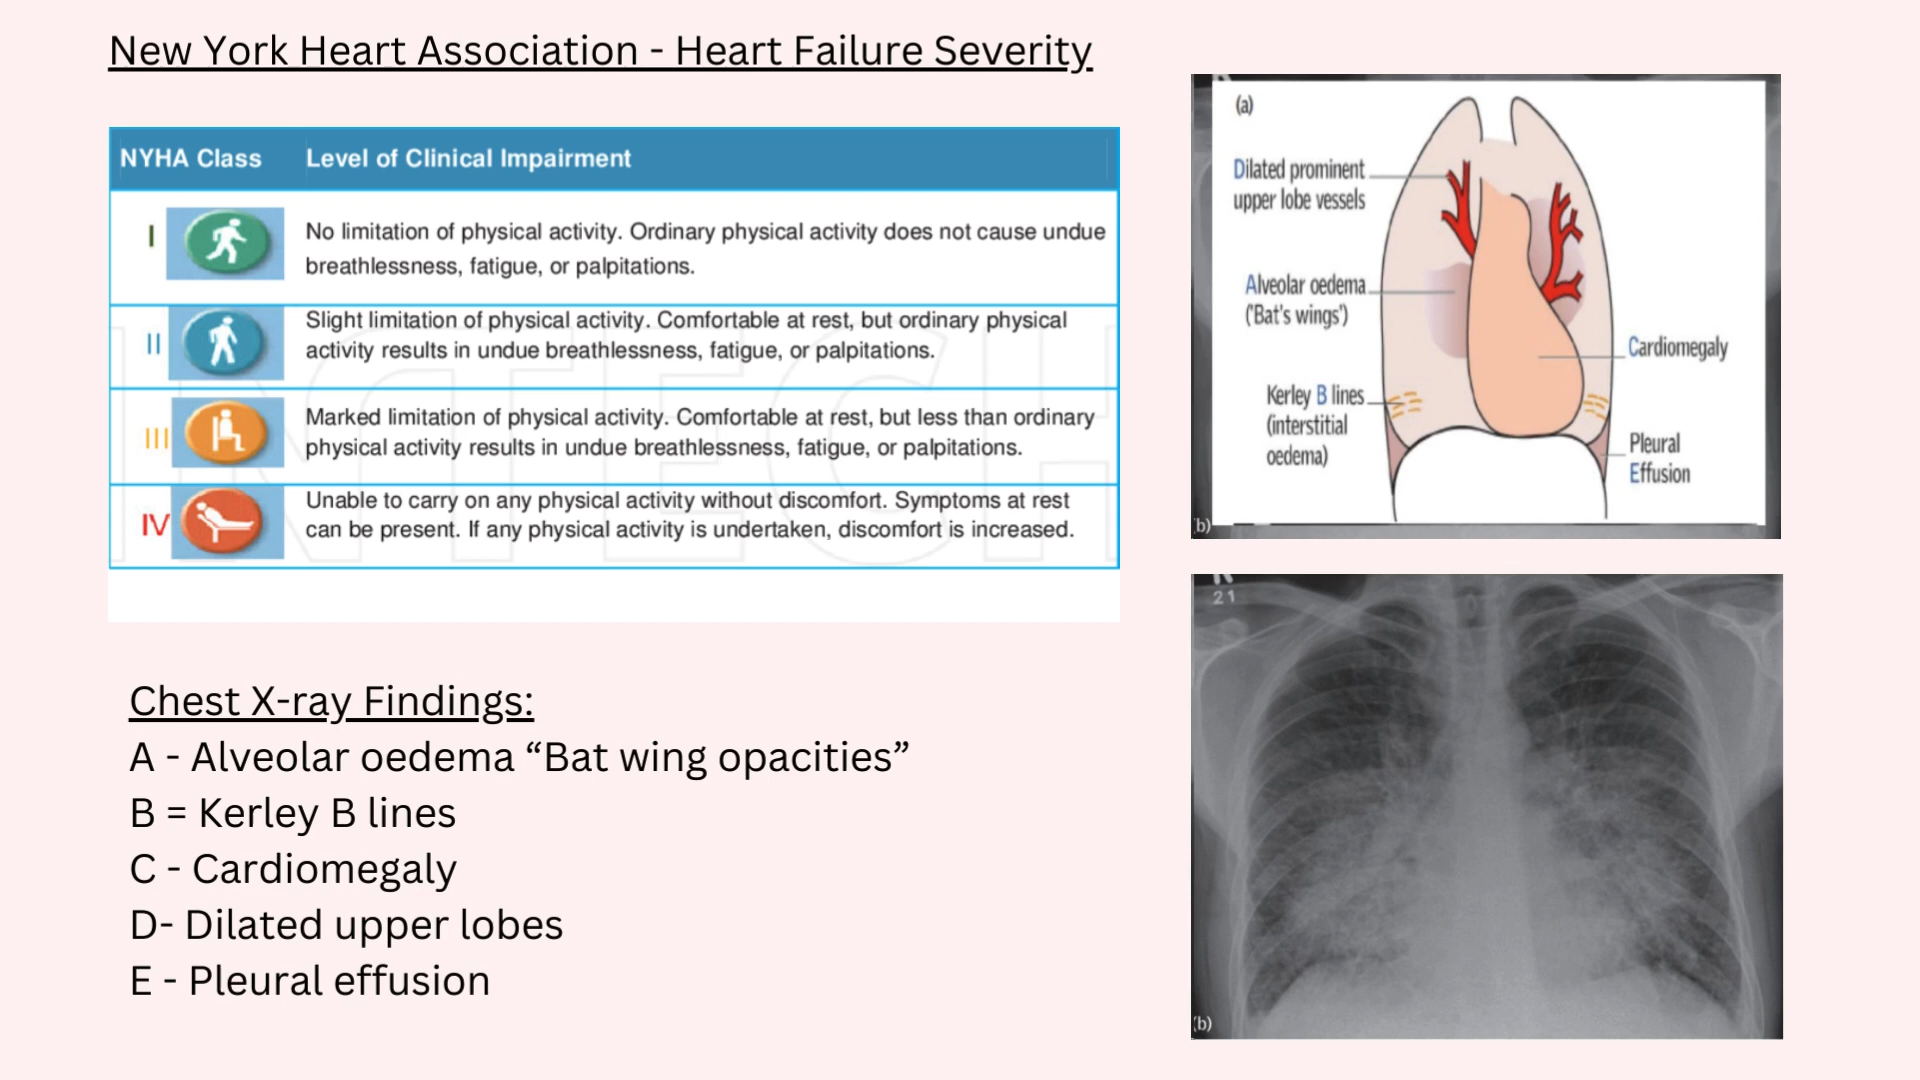 New York Heart Association - Heart Failure Severity
NYHA Class Level of Clinical Impairment
I
No limitation of physical activity. Ordinary physical activity does not cause undue
breathlessness, fatigue, or palpitations.
II
Slight limitation of physical activity. Comfortable at rest, but ordinary physical
activity results in undue breathlessness, fatigue, or palpitations.
III
Marked limitation of physical activity. Comfortable at rest, but less than ordinary
physical activity results in undue breathlessness, fatigue, or palpitations.
IV
Unable to carry on any physical activity without discomfort. Symptoms at rest
can be present. If any physical activity is undertaken, discomfort is increased.
INTECH
Chest X-ray Findings:
A - Alveolar oedema “Bat wing opacities”
B = Kerley B lines
C - Cardiomegaly
D- Dilated upper lobes
E - Pleural effusion
(a)
Dilated prominent
upper lobe vessels
Alveolar oedema
('Bat's wings')
Kerley B lines
(interstitial
oedema)
Cardiomegaly
Pleural
Effusion
(b)
21
(b)